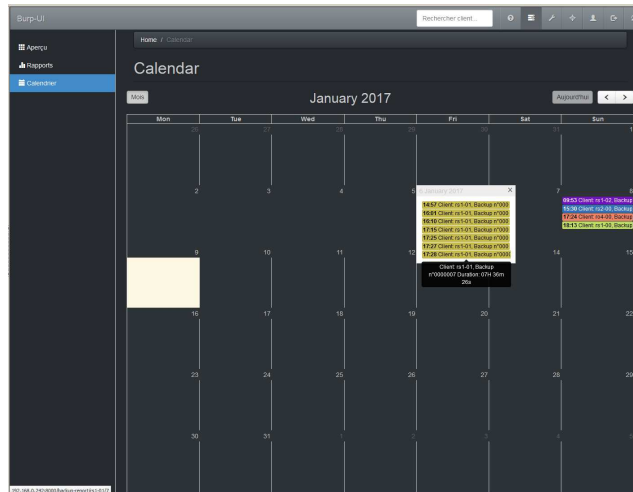 Burp-UI
Rechercher client...
Aperçu
Rapports
Calendrier
Home / Calendar
Calendar
Mois
January 2017
Aujourd'hui
< >
Mon Tue Wed Thu Fri Sat Sun
26 27 28 29 30 31 1
2 3 4 5 7 8
January 2017 ×
14:57 Client: rs1-01, Backup n°000
16:01 Client: rs1-01, Backup n°000
16:10 Client: rs1-01, Backup n°000
17:15 Client: rs1-01, Backup n°000
17:25 Client: rs1-01, Backup n°000
17:27 Client: rs1-01, Backup n°000
17:28 Client: rs1-01, Backup n°000
Client: rs1-01, Backup
n°0000007 Duration: 07H 36m
26s
09:53 Client: rs1-02, Backup
15:30 Client: rs2-00, Backup
17:24 Client: rs4-00, Backup
18:13 Client: rs1-00, Backup
9 10 11 12 14 15
16 17 18 19 20 21 22
23 24 25 26 27 28 29
30 31 1 2 3 4 5